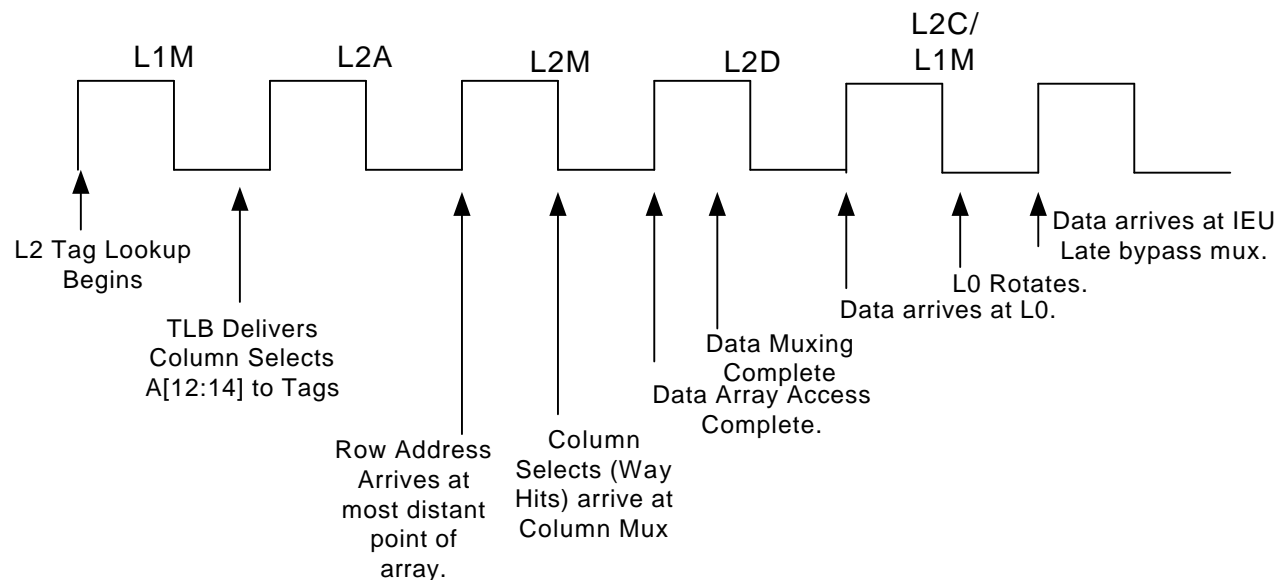 L1M
L2A
L2M
L2D
L2C/
L1M
L2 Tag Lookup
Begins
TLB Delivers
Column Selects
A[12:14] to Tags
Row Address
Arrives at
most distant
point of
array.
Column
Selects (Way
Hits) arrive at
Column Mux
Data Array Access
Complete.
Data Muxing
Complete
Data arrives at L0.
L0 Rotates.
Data arrives at IEU
Late bypass mux.